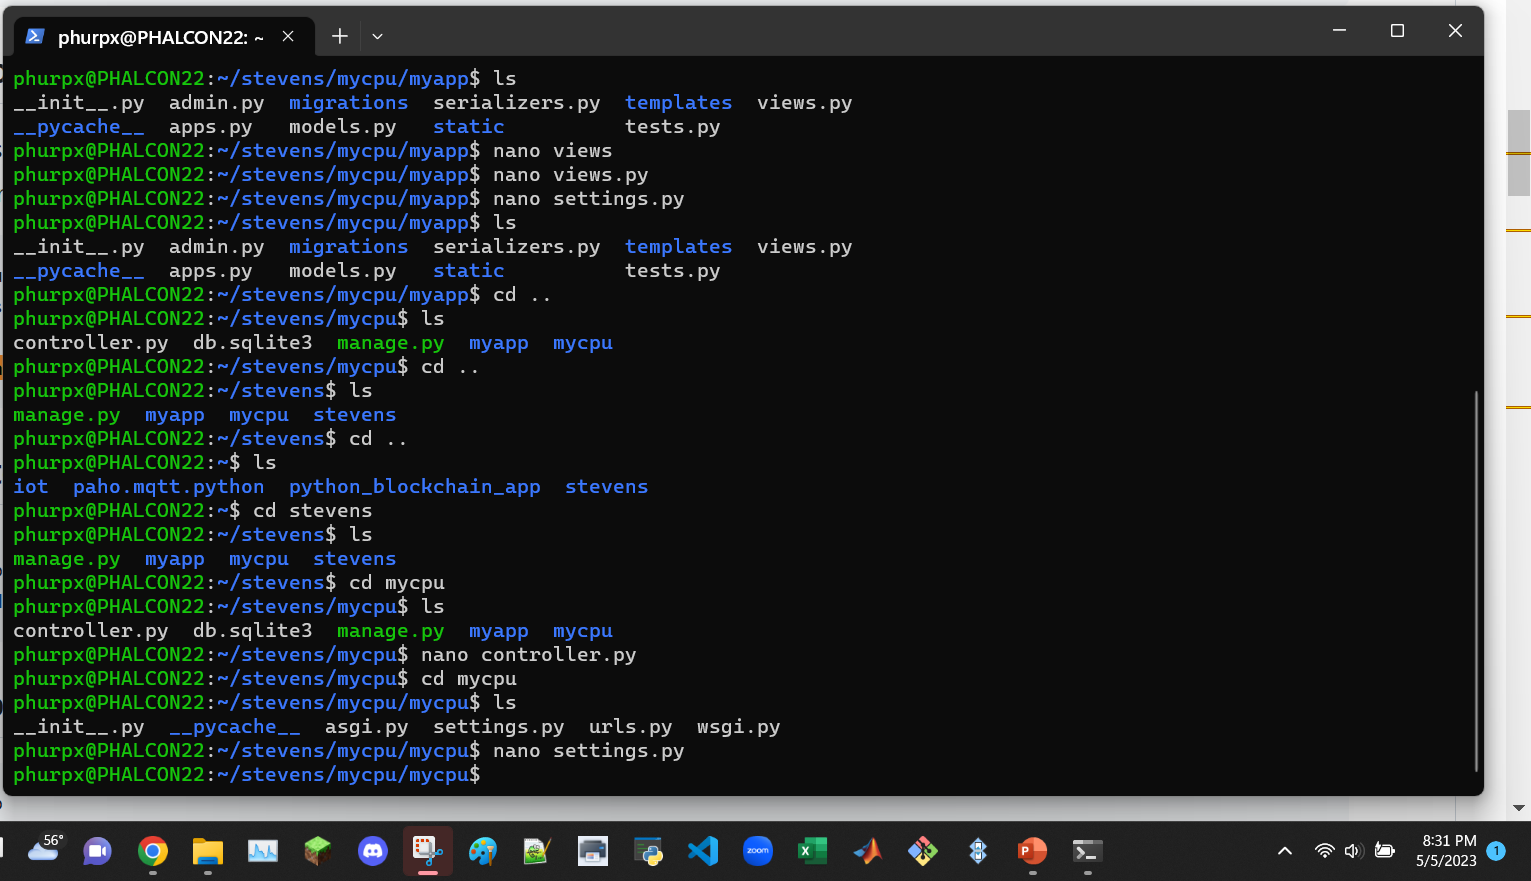 phurpx@PHALCON22: ~
phurpx@PHALCON22:~/stevens/mycpu/myapp$ ls
__init__.py  admin.py  migrations  serializers.py  templates  views.py
__pycache__  apps.py   models.py   static          tests.py
phurpx@PHALCON22:~/stevens/mycpu/myapp$ nano views
phurpx@PHALCON22:~/stevens/mycpu/myapp$ nano views.py
phurpx@PHALCON22:~/stevens/mycpu/myapp$ nano settings.py
phurpx@PHALCON22:~/stevens/mycpu/myapp$ ls
__init__.py  admin.py  migrations  serializers.py  templates  views.py
__pycache__  apps.py   models.py   static          tests.py
phurpx@PHALCON22:~/stevens/mycpu/myapp$ cd ..
phurpx@PHALCON22:~/stevens/mycpu$ ls
controller.py  db.sqlite3  manage.py  myapp  mycpu
phurpx@PHALCON22:~/stevens/mycpu$ cd ..
phurpx@PHALCON22:~/stevens$ ls
manage.py  myapp  mycpu  stevens
phurpx@PHALCON22:~/stevens$ cd ..
phurpx@PHALCON22:~$ ls
iot  paho.mqtt.python  python_blockchain_app  stevens
phurpx@PHALCON22:~$ cd stevens
phurpx@PHALCON22:~/stevens$ ls
manage.py  myapp  mycpu  stevens
phurpx@PHALCON22:~/stevens$ cd mycpu
phurpx@PHALCON22:~/stevens/mycpu$ ls
controller.py  db.sqlite3  manage.py  myapp  mycpu
phurpx@PHALCON22:~/stevens/mycpu$ nano controller.py
phurpx@PHALCON22:~/stevens/mycpu$ cd mycpu
phurpx@PHALCON22:~/stevens/mycpu/mycpu$ ls
__init__.py  __pycache__  asgi.py  settings.py  urls.py  wsgi.py
phurpx@PHALCON22:~/stevens/mycpu/mycpu$ nano settings.py
phurpx@PHALCON22:~/stevens/mycpu/mycpu$
56°
zoom
8:31 PM
5/5/2023
1